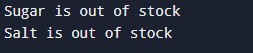 Sugar is out of stock
Salt is out of stock